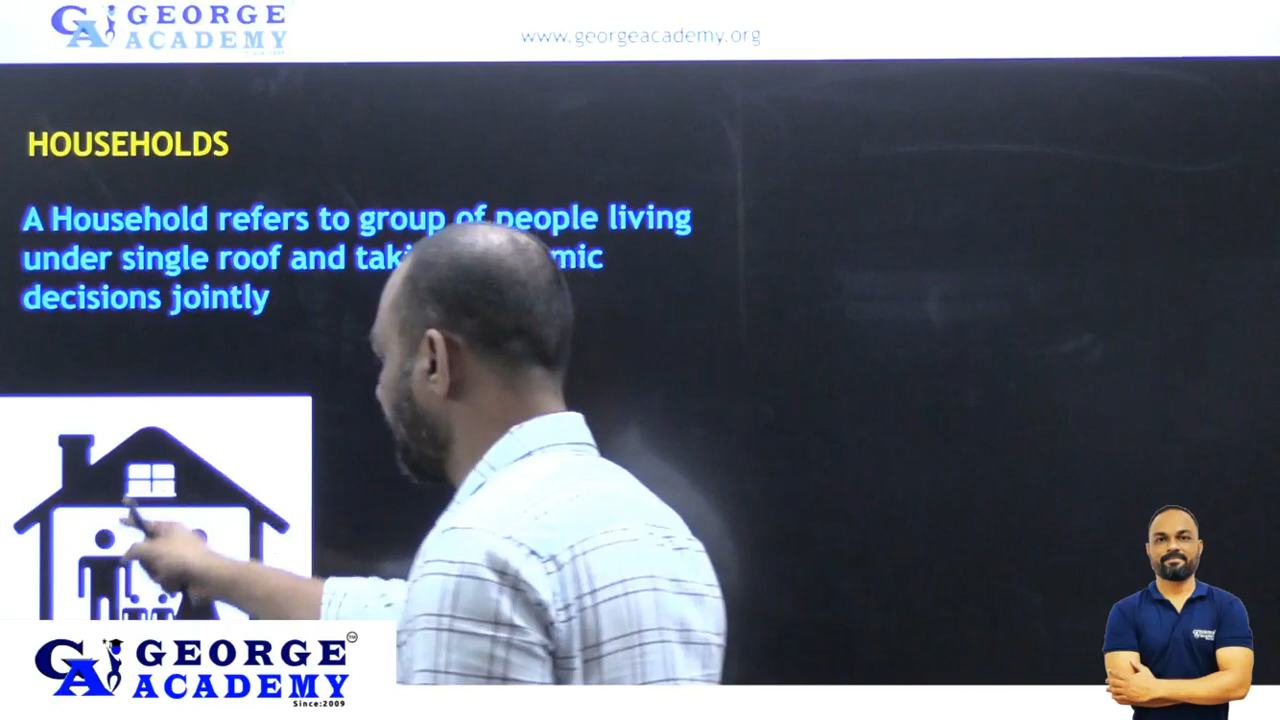 GEORGE
ACADEMY
www.georgeacademy.org
HOUSEHOLDS
A Household refers to group of people living
under single roof and
decisions jointly
GEORGE
ACADEMY
TM
Since:2009